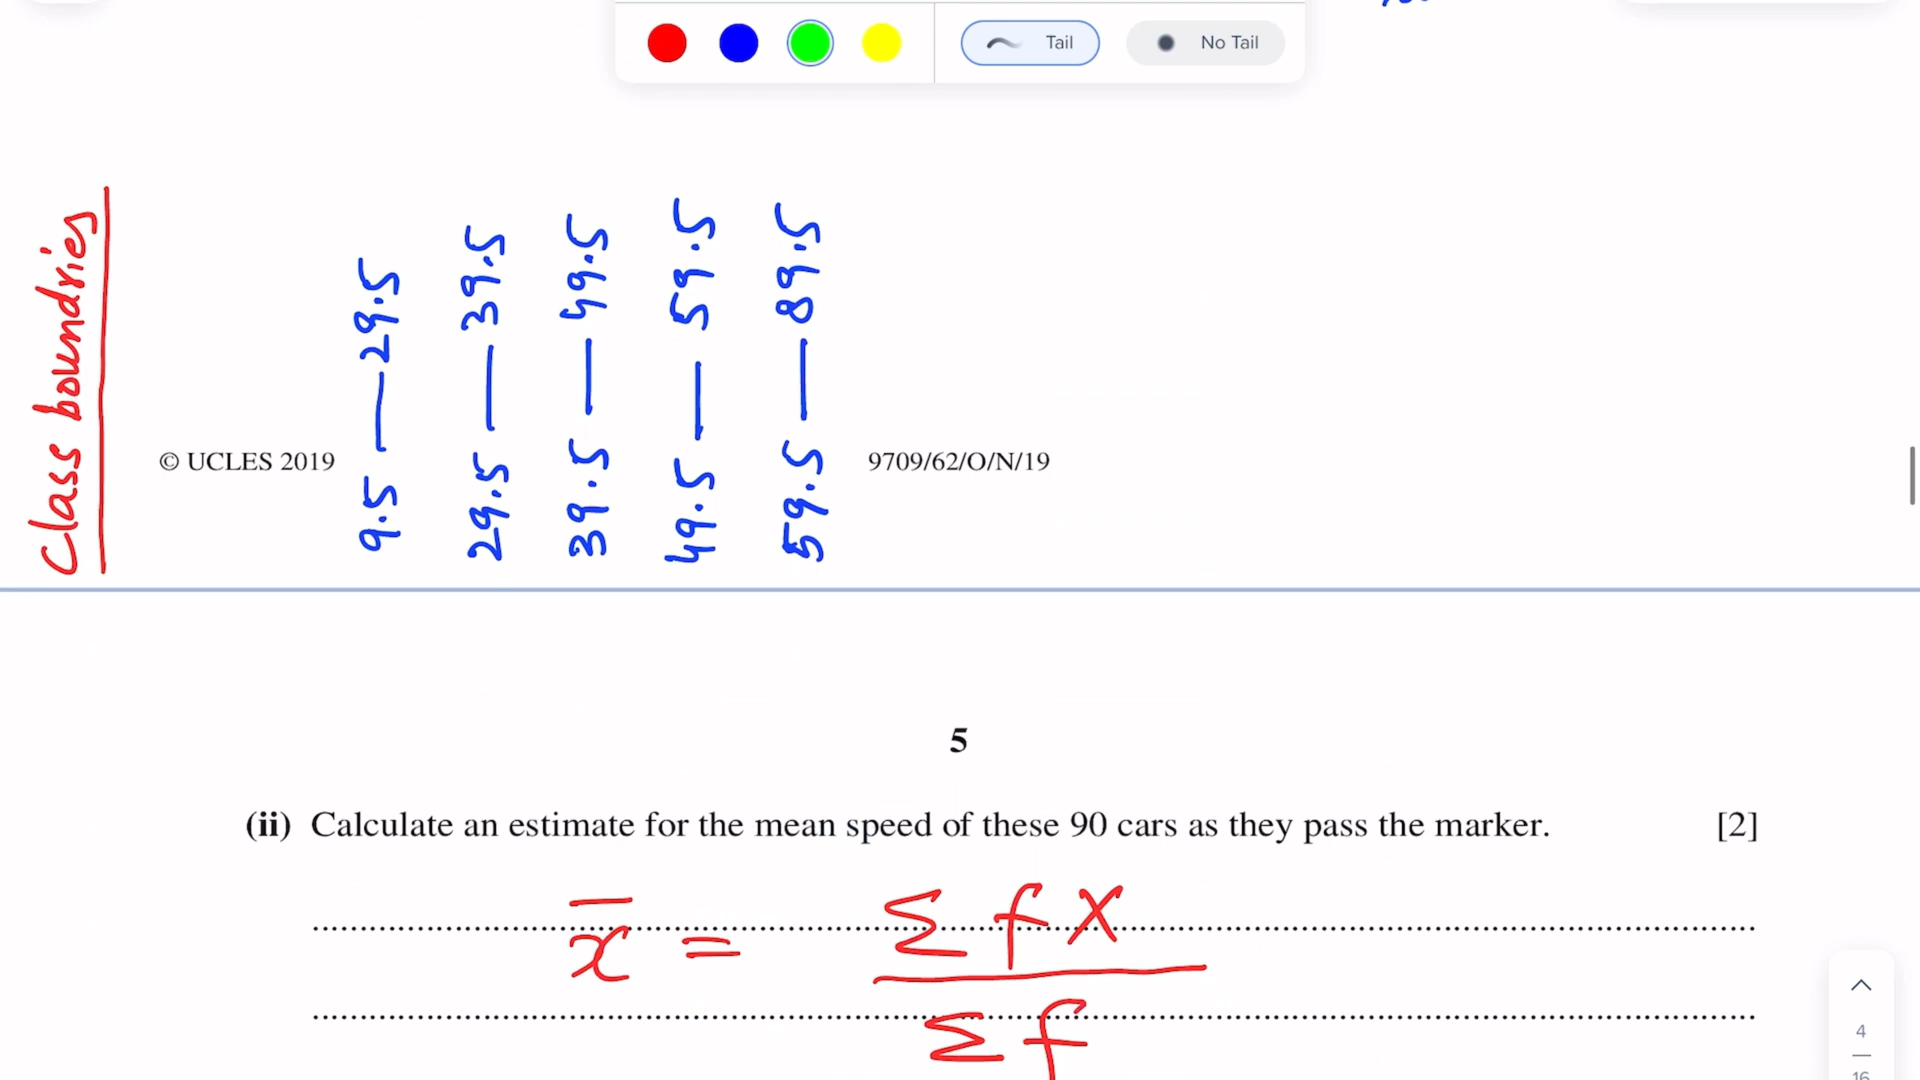 Tail
No Tail
Class boundries
9.5 — 29.5
29.5 — 39.5
39.5 — 49.5
49.5 — 59.5
59.5 — 89.5
© UCLES 2019
9709/62/O/N/19
5
(ii) Calculate an estimate for the mean speed of these 90 cars as they pass the marker. [2]
x̄ = Σ f x
Σ f
4
16